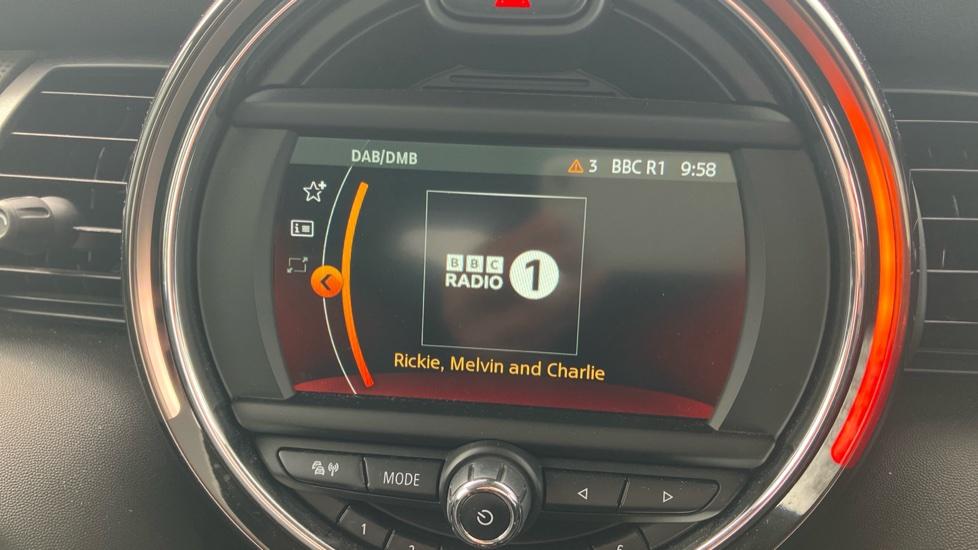 DAB/DMB
3 BBC R1 9:58
BBC
RADIO 1
Rickie, Melvin and Charlie
MODE
1